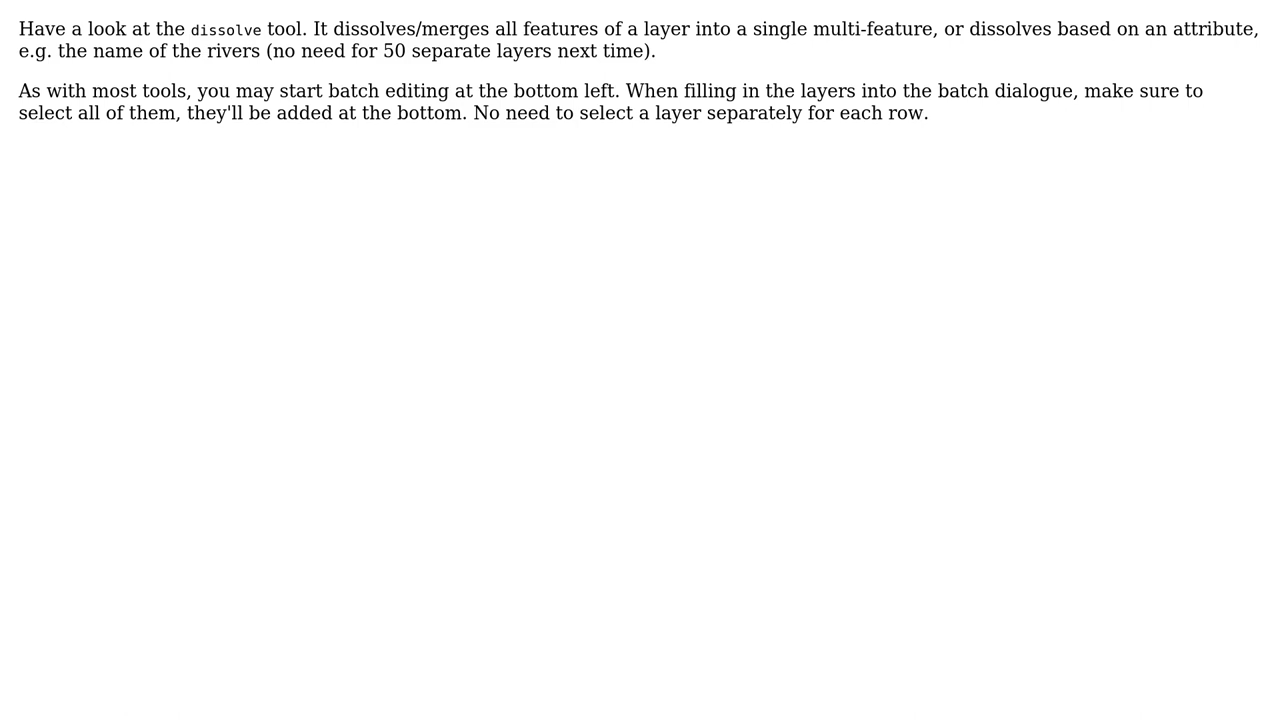 Have a look at the dissolve tool. It dissolves/merges all features of a layer into a single multi-feature, or dissolves based on an attribute,
e.g. the name of the rivers (no need for 50 separate layers next time).
As with most tools, you may start batch editing at the bottom left. When filling in the layers into the batch dialogue, make sure to
select all of them, they'll be added at the bottom. No need to select a layer separately for each row.